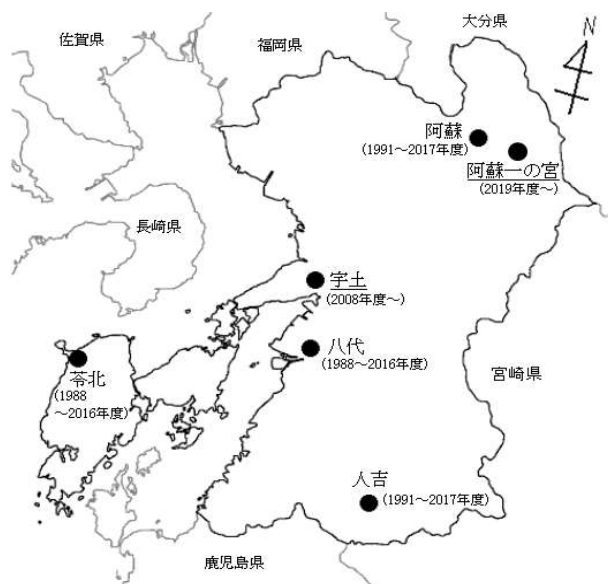 佐賀県
福岡県
大分県
N
阿蘇
(1991~2017年度)
阿蘇一の宮
(2019年度~)
長崎県
宇土
(2008年度~)
八代
(1988~2016年度)
苓北
(1988
~2016年度)
宮崎県
人吉
(1991~2017年度)
鹿児島県